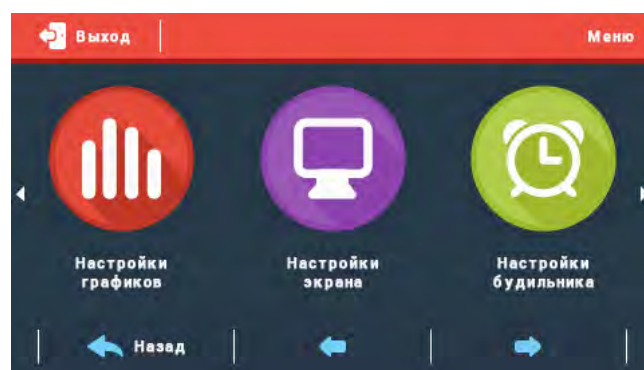 Выход
Меню
Настройки
графиков
Настройки
экрана
Настройки
будильника
Назад